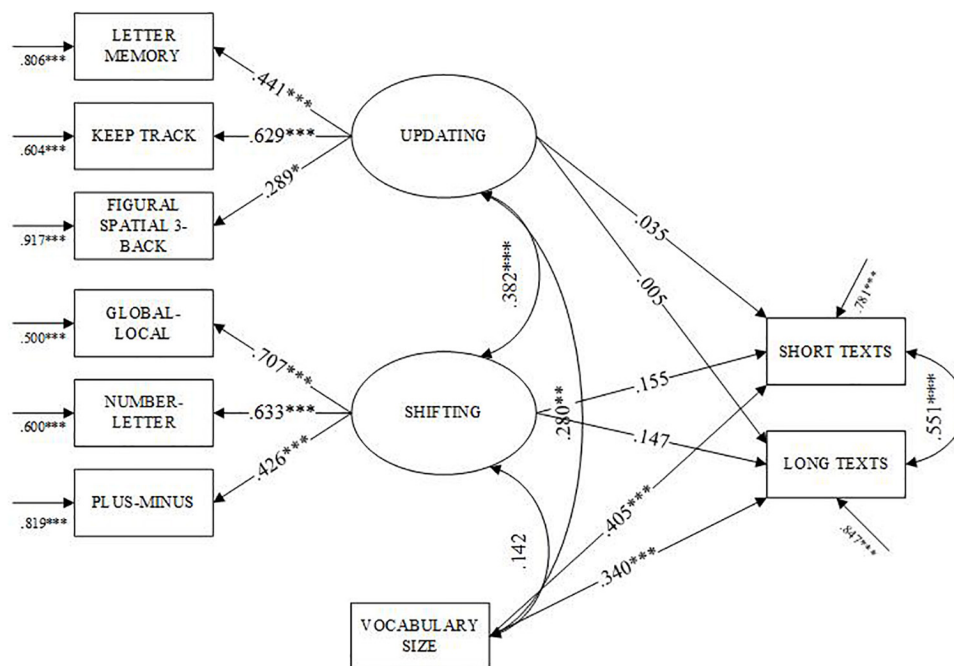 LETTER
MEMORY
.806***
.441***
KEEP TRACK
.604***
.629***
UPDATING
.289*
FIGURAL
SPATIAL 3-
BACK
.917***
.035
.005
.382***
.781***
GLOBAL-
LOCAL
.500***
.707***
SHORT TEXTS
.155
.551***
NUMBER-
LETTER
.600***
.633***
SHIFTING
.280**
.147
.426***
LONG TEXTS
PLUS-MINUS
.819***
.405***
.847***
.142
.340***
VOCABULARY
SIZE